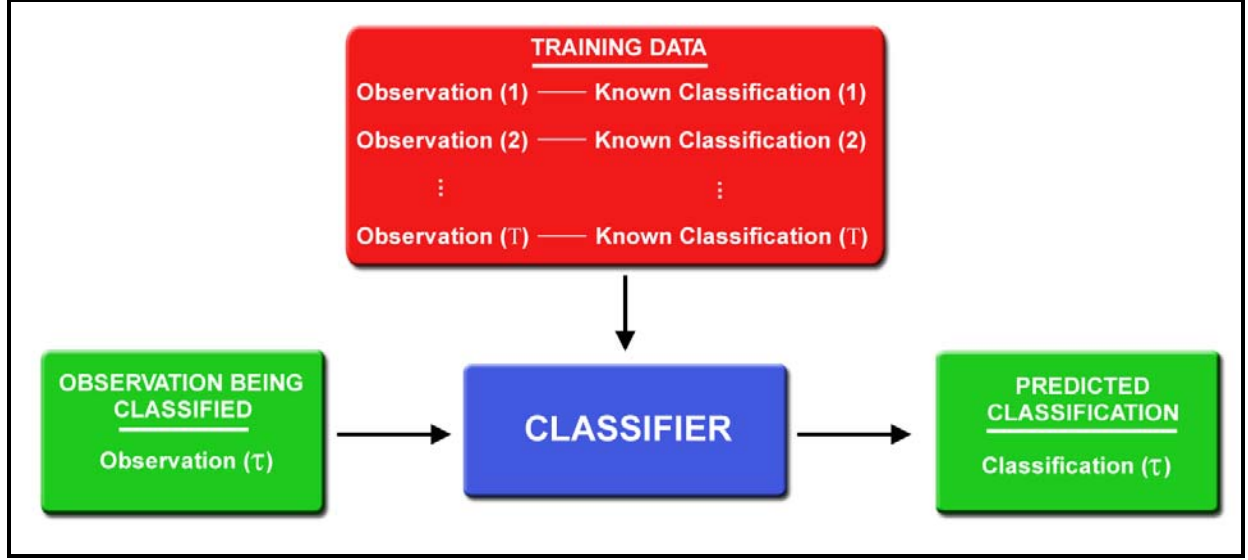 TRAINING DATA
Observation (1) Known Classification (1)
Observation (2) Known Classification (2)
⋮ ⋮
Observation (T) Known Classification (T)
OBSERVATION BEING
CLASSIFIED
Observation (τ)
CLASSIFIER
PREDICTED
CLASSIFICATION
Classification (τ)